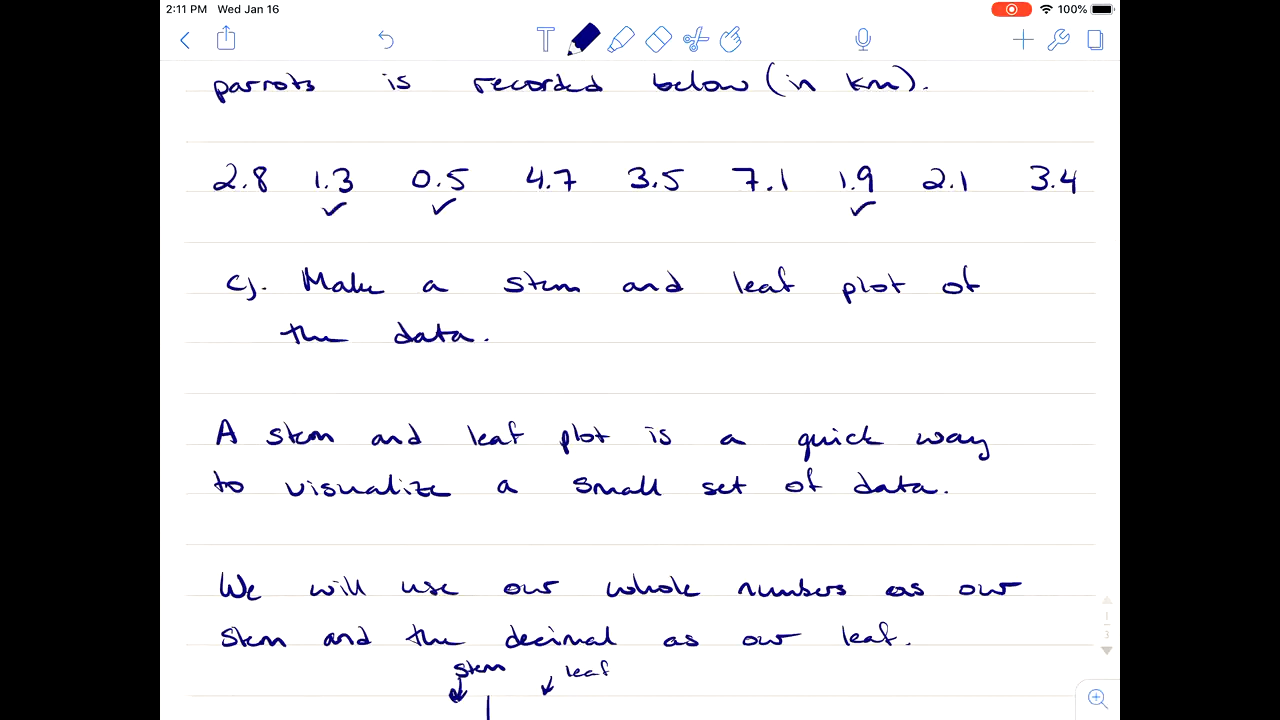 2:11 PM Wed Jan 16 100%
T
parrots is recorded below (in km).
2.8 1.3 0.5 4.7 3.5 7.1 1.9 2.1 3.4
c). Make a stem and leaf plot of
the data.
A stem and leaf plot is a quick way
to visualize a small set of data.
We will use our whole numbers as our
stem and the decimal as our leaf.
stem leaf
1
3